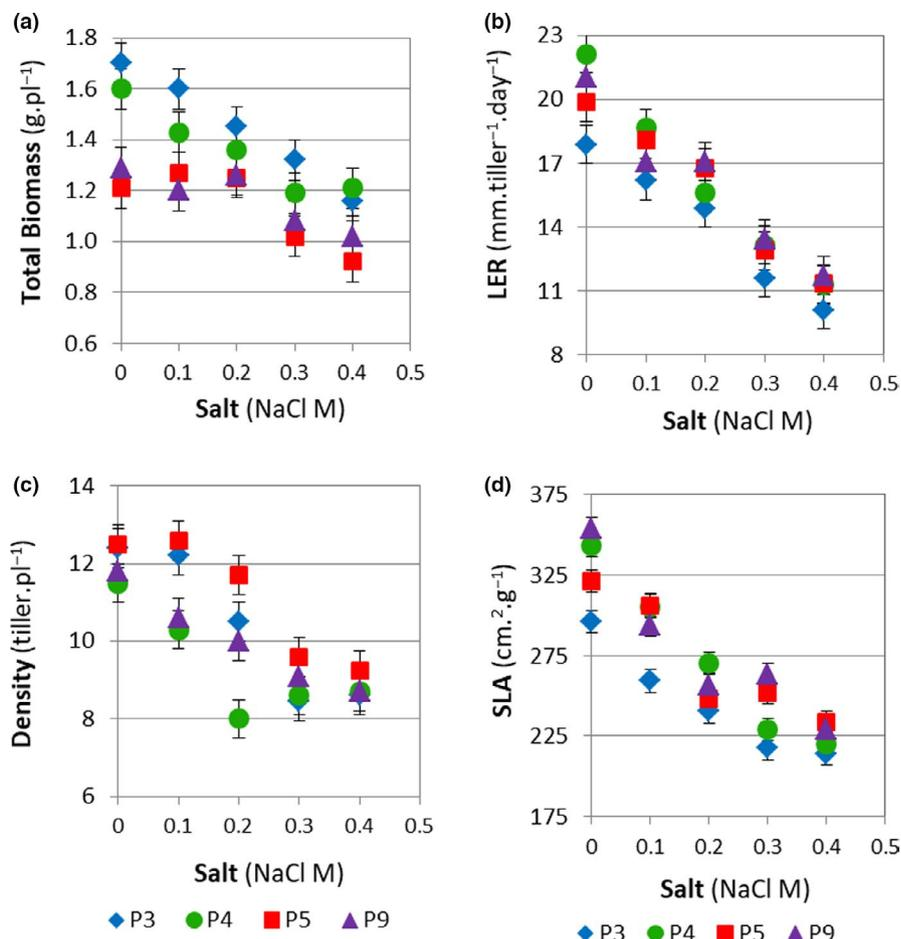 (a)
Total Biomass (g.pl⁻¹)
1.8
1.6
1.4
1.2
1.0
0.8
0.6
0 0.1 0.2 0.3 0.4 0.5
Salt (NaCl M)
(b)
LER (mm.tiller⁻¹.day⁻¹)
23
20
17
14
11
8
0 0.1 0.2 0.3 0.4 0.5
Salt (NaCl M)
(c)
Density (tiller.pl⁻¹)
14
12
10
8
6
0 0.1 0.2 0.3 0.4 0.5
Salt (NaCl M)
P3 P4 P5 P9
(d)
SLA (cm.².g⁻¹)
375
325
275
225
175
0 0.1 0.2 0.3 0.4 0.5
Salt (NaCl M)
P3 P4 P5 P9